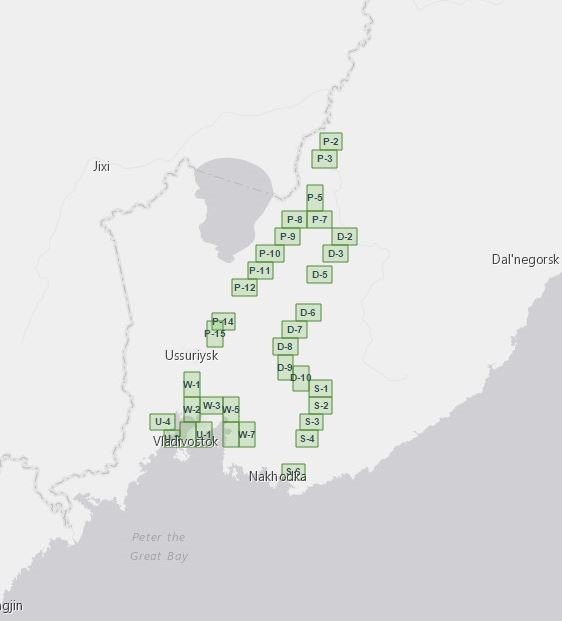 P-2
P-3
Jixi
P-5
P-8
P-7
P-9
D-2
P-10
D-3
Dal'negorsk
P-11
D-5
P-12
D-6
P-14
D-7
P-15
D-8
Ussuriysk
D-9
D-10
W-1
S-1
W-2
W-3
W-5
S-2
U-4
S-3
U-1
W-7
S-4
Vladivostok
S-6
Nakhodka
Peter the
Great Bay
gjin